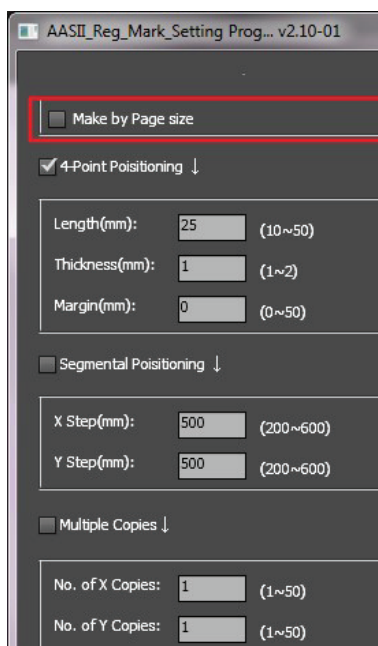 AASII_Reg_Mark_Setting Prog... v2.10-01
Make by Page size
4-Point Poisitioning ↓
Length(mm): 25 (10~50)
Thickness(mm): 1 (1~2)
Margin(mm): 0 (0~50)
Segmental Poisitioning ↓
X Step(mm): 500 (200~600)
Y Step(mm): 500 (200~600)
Multiple Copies ↓
No. of X Copies: 1 (1~50)
No. of Y Copies: 1 (1~50)